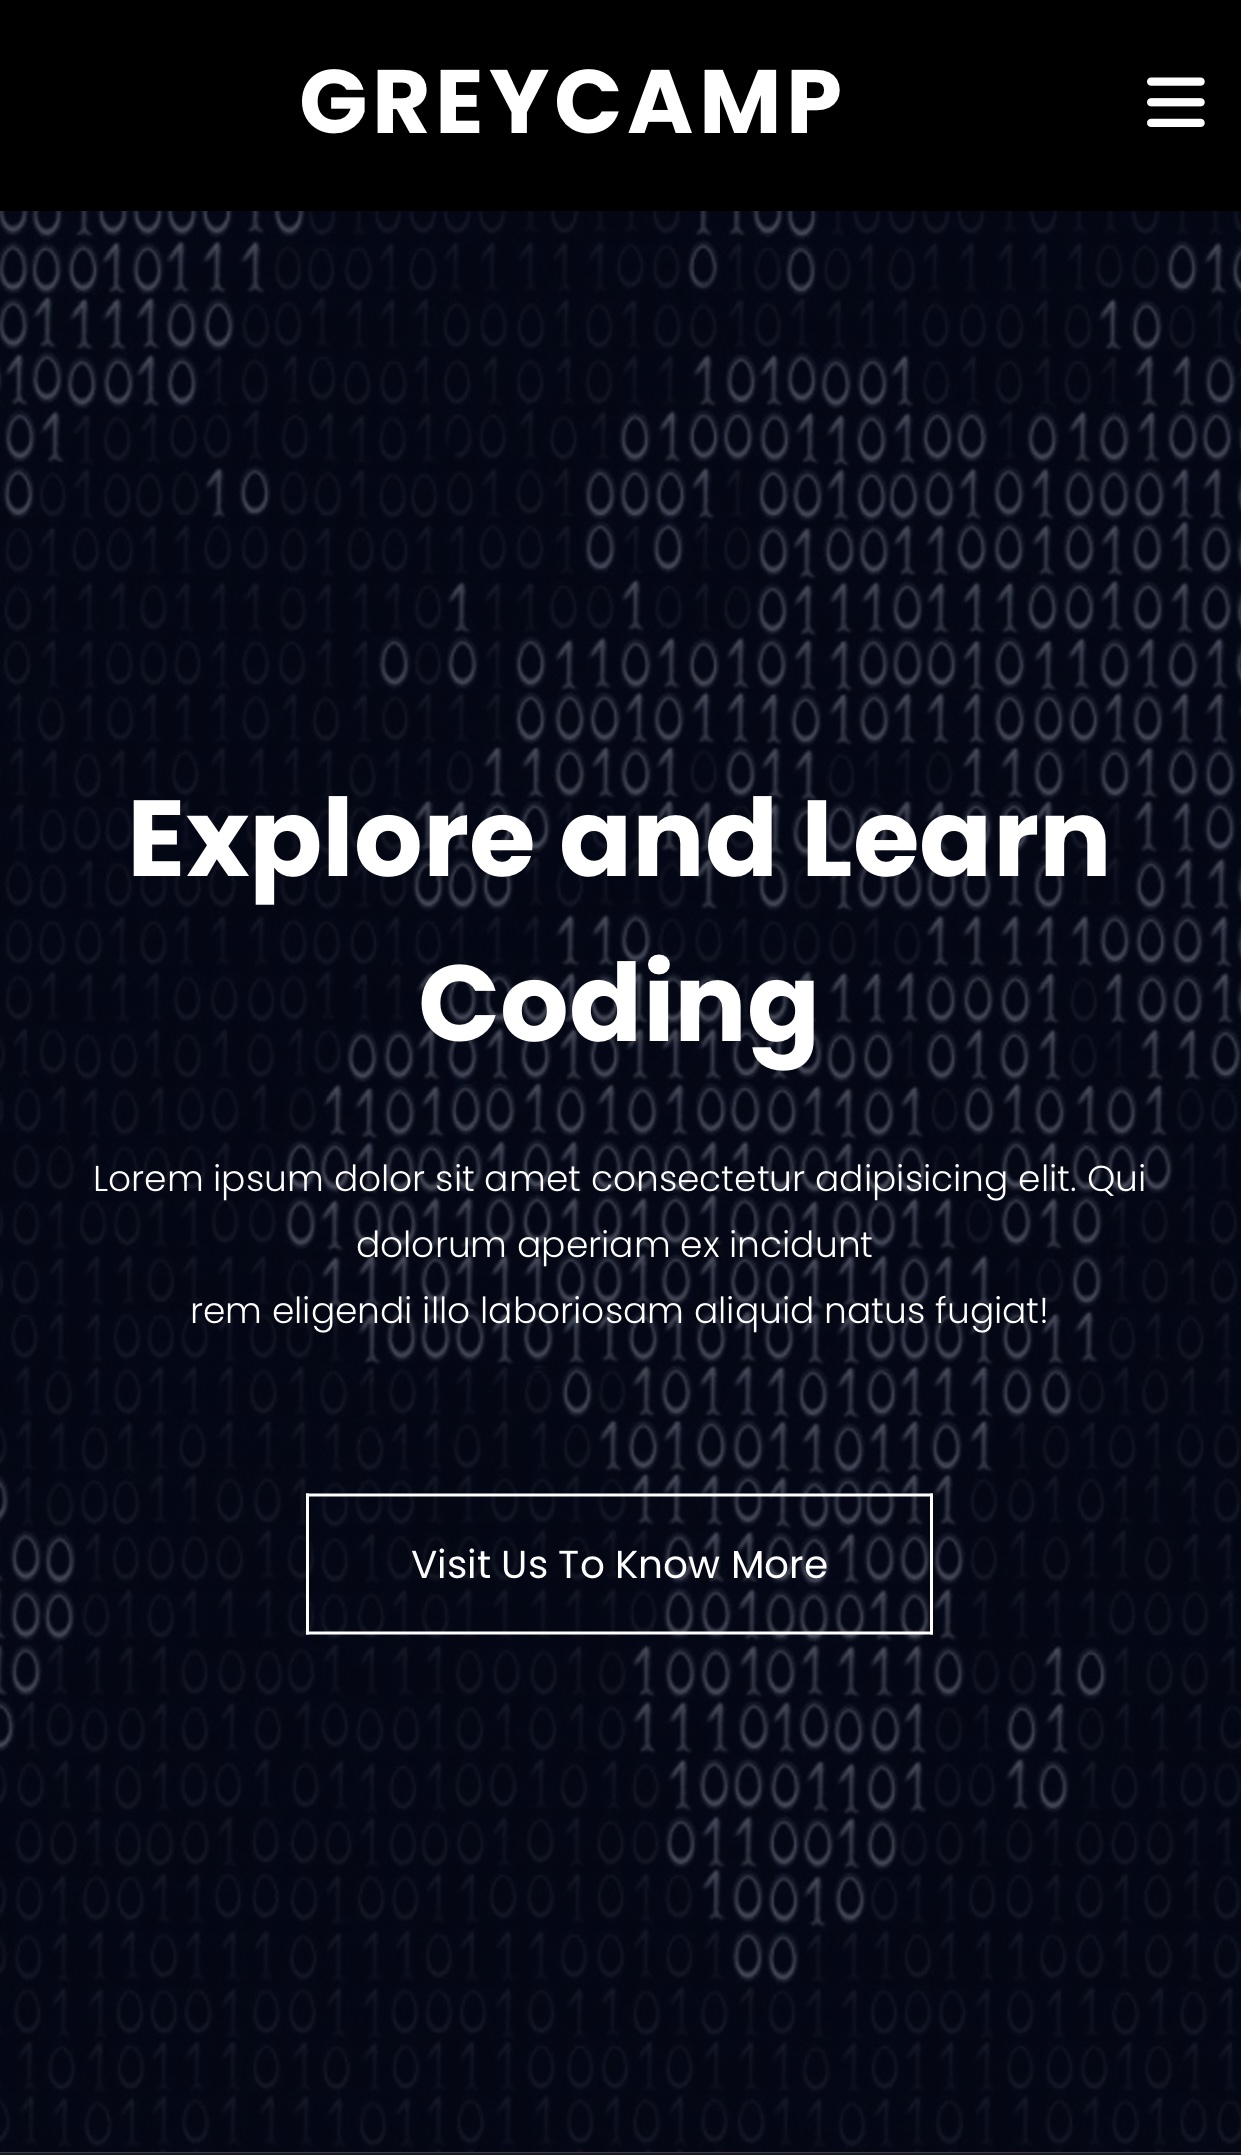 GREYCAMP
Explore and Learn
Coding
Lorem ipsum dolor sit amet consectetur adipisicing elit. Qui
dolorum aperiam ex incidunt
rem eligendi illo laboriosam aliquid natus fugiat!
Visit Us To Know More